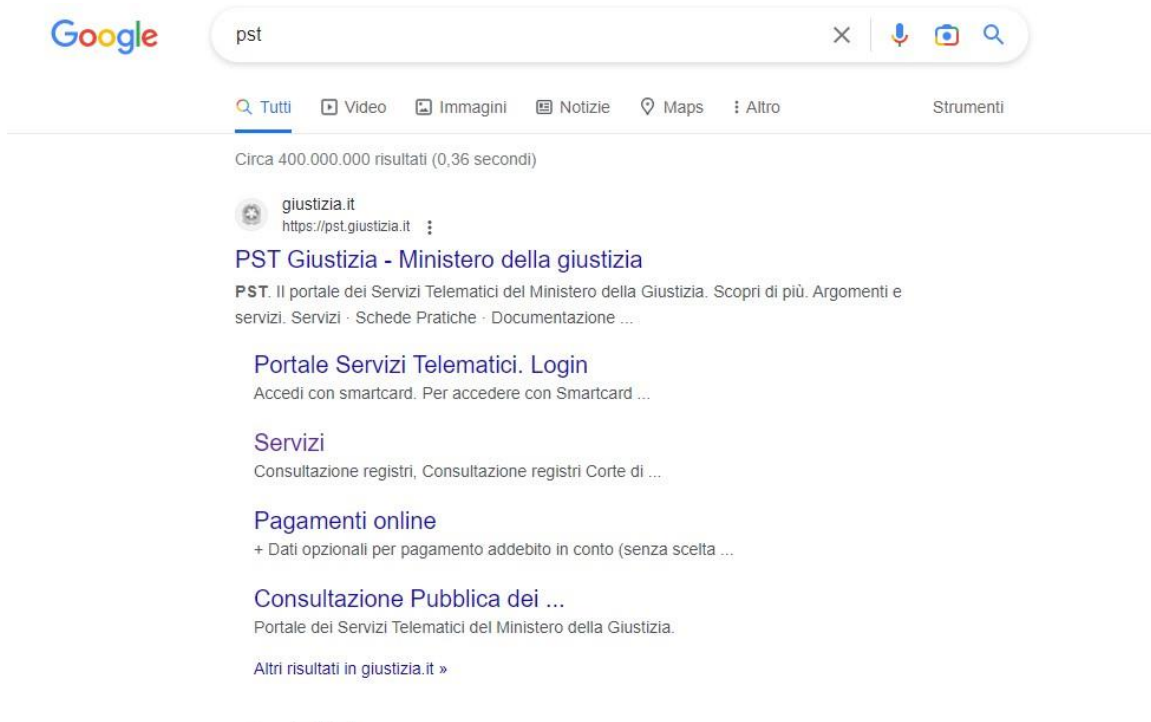 Google
pst
Tutti Video Immagini Notizie Maps Altro Strumenti
Circa 400.000.000 risultati (0,36 secondi)
giustizia.it
https://pst.giustizia.it
PST Giustizia - Ministero della giustizia
PST. Il portale dei Servizi Telematici del Ministero della Giustizia. Scopri di più. Argomenti e
servizi. Servizi · Schede Pratiche · Documentazione ...
Portale Servizi Telematici. Login
Accedi con smartcard. Per accedere con Smartcard ...
Servizi
Consultazione registri, Consultazione registri Corte di ...
Pagamenti online
+ Dati opzionali per pagamento addebito in conto (senza scelta ...
Consultazione Pubblica dei ...
Portale dei Servizi Telematici del Ministero della Giustizia.
Altri risultati in giustizia.it »